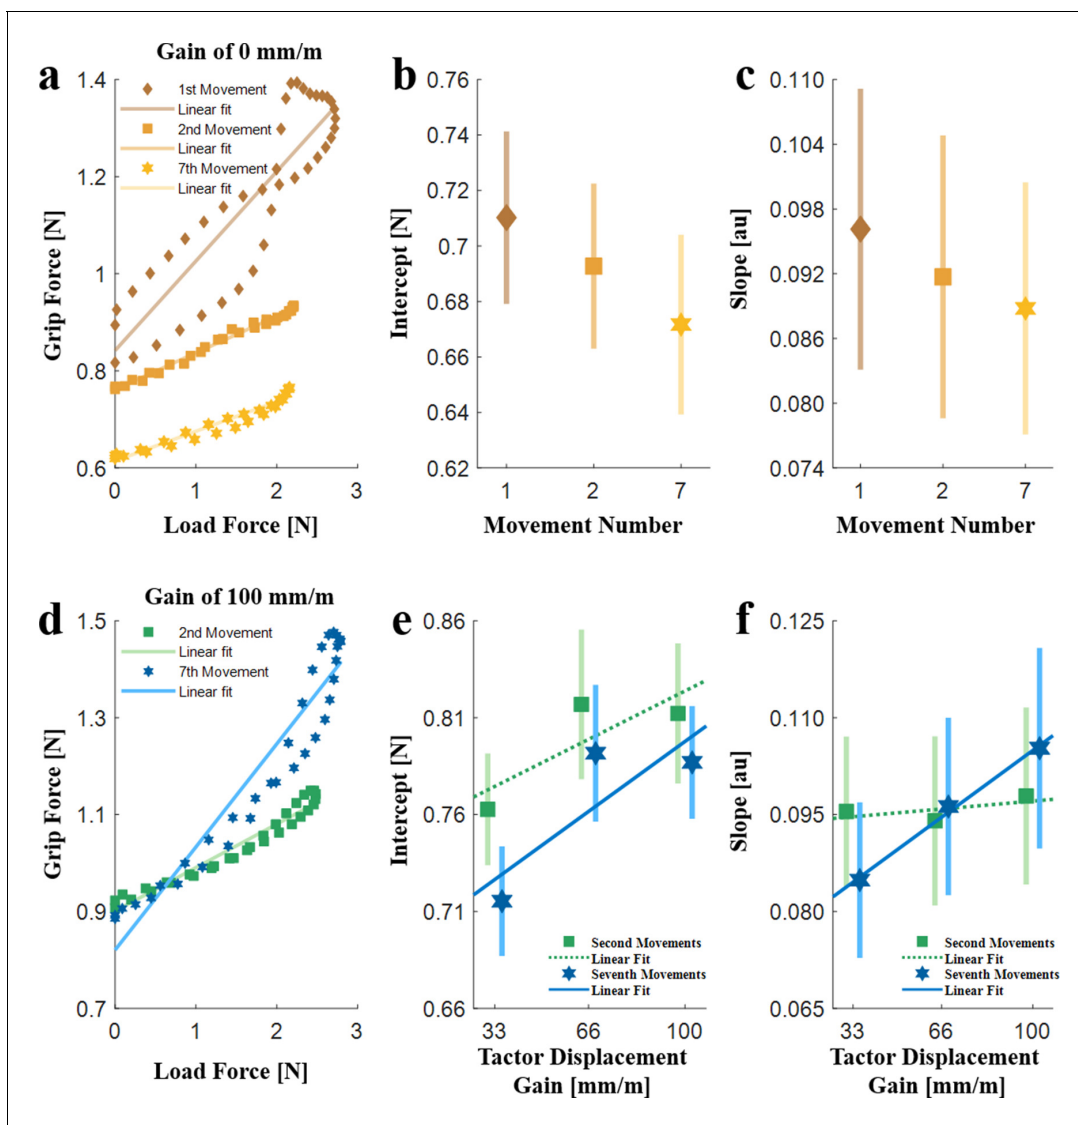 Gain of 0 mm/m
a
1st Movement
Linear fit
2nd Movement
Linear fit
7th Movement
Linear fit
Grip Force [N]
1.4
1.2
1
0.8
0.6
0
1
2
3
Load Force [N]
b
Intercept [N]
0.76
0.74
0.72
0.7
0.68
0.66
0.64
0.62
1
2
7
Movement Number
c
Slope [au]
0.110
0.104
0.098
0.092
0.086
0.080
0.074
1
2
7
Movement Number
Gain of 100 mm/m
d
2nd Movement
Linear fit
7th Movement
Linear fit
Grip Force [N]
1.5
1.3
1.1
0.9
0.7
0
1
2
3
Load Force [N]
e
Intercept [N]
0.86
0.81
0.76
0.71
0.66
Second Movements
Linear Fit
Seventh Movements
Linear Fit
33
66
100
Tactor Displacement
Gain [mm/m]
f
Slope [au]
0.125
0.110
0.095
0.080
0.065
Second Movements
Linear Fit
Seventh Movements
Linear Fit
33
66
100
Tactor Displacement
Gain [mm/m]